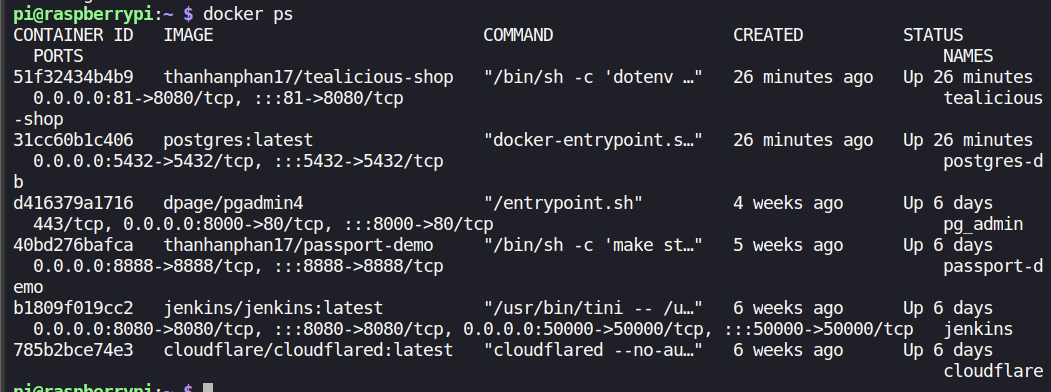 pi@raspberrypi:~ $ docker ps
CONTAINER ID   IMAGE                         COMMAND                  CREATED          STATUS
  PORTS                                                                                      NAMES
51f32434b4b9   thanhanphan17/tealicious-shop   "/bin/sh -c 'dotenv …"   26 minutes ago   Up 26 minutes
  0.0.0.0:81->8080/tcp, :::81->8080/tcp                                                      tealicious
-shop
31cc60b1c406   postgres:latest                 "docker-entrypoint.s…"   26 minutes ago   Up 26 minutes
  0.0.0.0:5432->5432/tcp, :::5432->5432/tcp                                                  postgres-d
b
d416379a1716   dpage/pgadmin4                  "/entrypoint.sh"         4 weeks ago      Up 6 days
  443/tcp, 0.0.0.0:8000->80/tcp, :::8000->80/tcp                                             pg_admin
40bd276bafca   thanhanphan17/passport-demo     "/bin/sh -c 'make st…"   5 weeks ago      Up 6 days
  0.0.0.0:8888->8888/tcp, :::8888->8888/tcp                                                  passport-d
emo
b1809f019cc2   jenkins/jenkins:latest          "/usr/bin/tini -- /u…"   6 weeks ago      Up 6 days
  0.0.0.0:8080->8080/tcp, :::8080->8080/tcp, 0.0.0.0:50000->50000/tcp, :::50000->50000/tcp   jenkins
785b2bce74e3   cloudflare/cloudflared:latest   "cloudflared --no-au…"   6 weeks ago      Up 6 days
                                                                                             cloudflare
pi@raspberrypi:~ $